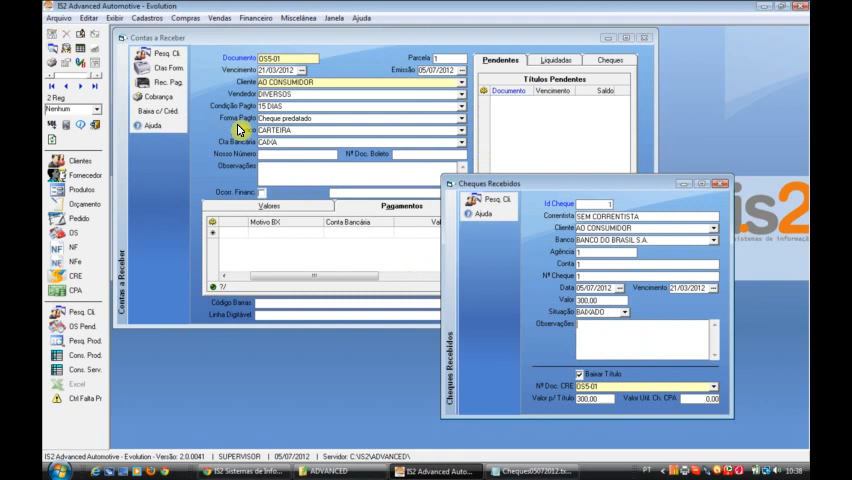 IS2 Advanced Automotive - Evolution
Arquivo Editar Exibir Cadastros Compras Vendas Financeiro Miscelânea Janela Ajuda
2 Reg
Nenhum
Clientes
Fornecedor
Produtos
Orçamento
Pedido
OS
NF
NFe
CRE
CPA
Pesq. Cli.
OS Pend.
Pesq. Prod.
Cons. Prod.
Cons. Serv.
Excel
Ctrl Falta Pr
Contas a Receber
Pesq. Cli
Ctas Form.
Rec. Pag.
Cobrança
Baixa c/ Créd.
Ajuda
Contas a Receber
Documento OS5-01 Parcela 1
Vencimento 21/03/2012 Emissão 05/07/2012
Cliente AO CONSUMIDOR
Vendedor DIVERSOS
Condição Pagto 15 DIAS
Forma Pagto Cheque predatado
CARTEIRA
Cta Bancária CAIXA
Nosso Número Nº Doc. Boleto
Observações
Ocorr. Financ.
Valores Pagamentos
Motivo BX Conta Bancária Val
Código Barras
Linha Digitável
Pendentes Liquidadas Cheques
Títulos Pendentes
Documento Vencimento Saldo
Cheques Recebidos
Pesq. Cli.
Ajuda
Cheques Recebidos
Id Cheque 1
Correntista SEM CORRENTISTA
Cliente AO CONSUMIDOR
Banco BANCO DO BRASIL S.A.
Agência 1
Conta 1
Nº Cheque 1
Data 05/07/2012 Vencimento 21/03/2012
Valor 300,00
Situação BAIXADO
Observações
Baixar Título
Nº Doc. CRE OS5-01
Valor p/ Título 300,00 Valor Util. Ch. CPA 0,00
is2
sistemas de informaç
IS2 Advanced Automotive - Evolution - Versão: 2.0.0041 SUPERVISOR 05/07/2012 Servidor: C:\IS2\ADVANCED\
IS2 Sistemas de Info... ADVANCED IS2 Advanced Auto... Cheques05072012.tx... PT 10:38